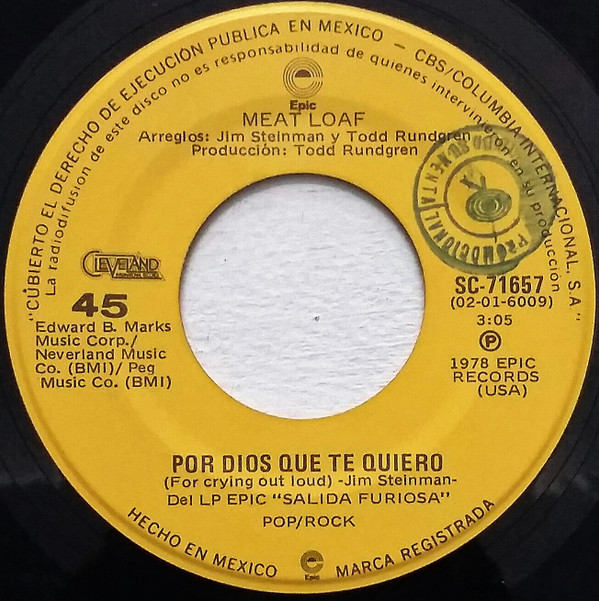 "CUBIERTO EL DERECHO DE EJECUCIÓN PUBLICA EN MEXICO — CBS/COLUMBIA INTERNACIONAL, S.A."
La radiodifusion de este disco no es responsabilidad de quienes intervinieron en su producción
Epic
MEAT LOAF
Arreglos: Jim Steinman y Todd Rundgren
Producción: Todd Rundgren
PROMOCIONAL
CLEVELAND
45
Edward B. Marks
Music Corp./
Neverland Music
Co. (BMI)/ Peg
Music Co. (BMI)
SC-71657
(02-01-6009)
3:05
Ⓟ
1978 EPIC
RECORDS
(USA)
POR DIOS QUE TE QUIERO
(For crying out loud) -Jim Steinman-
Del LP EPIC "SALIDA FURIOSA"
POP/ROCK
HECHO EN MEXICO
Epic
MARCA REGISTRADA